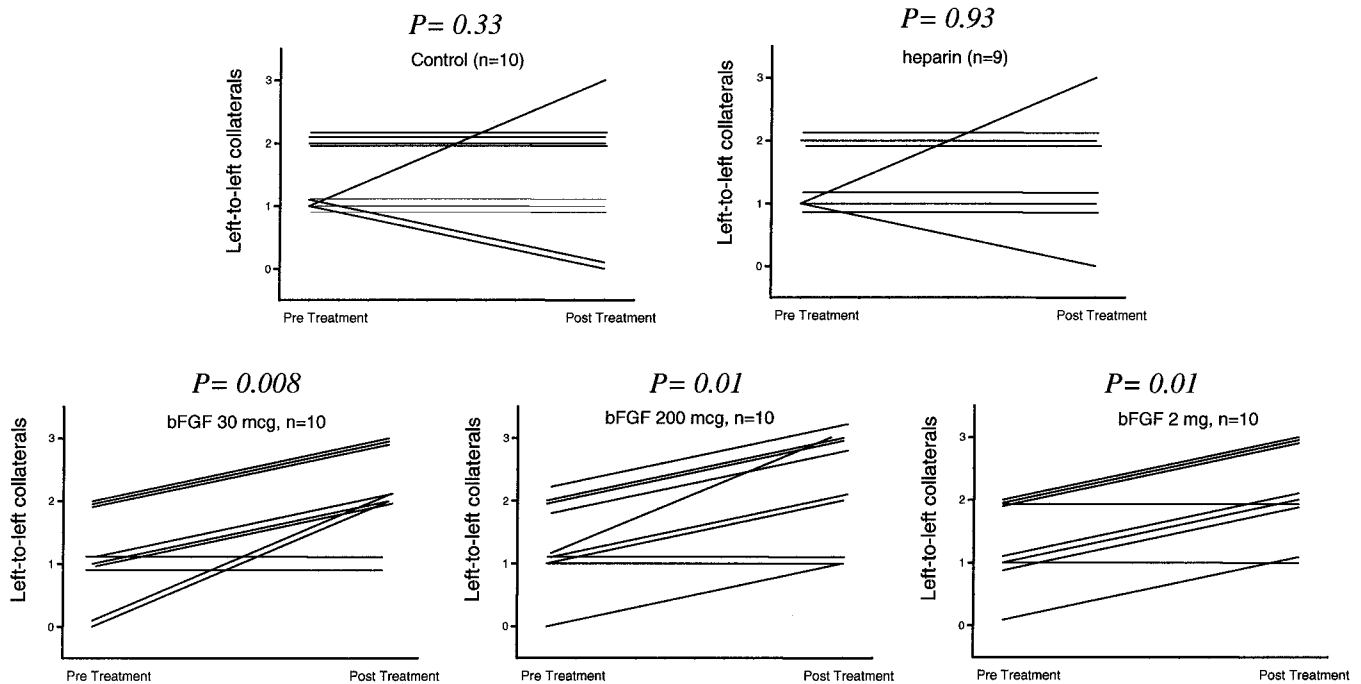 P= 0.33
Control (n=10)
Left-to-left collaterals
3
2
1
0
Pre Treatment
Post Treatment
P= 0.93
heparin (n=9)
Left-to-left collaterals
3
2
1
0
Pre Treatment
Post Treatment
P= 0.008
bFGF 30 mcg, n=10
Left-to-left collaterals
3
2
1
0
Pre Treatment
Post Treatment
P= 0.01
bFGF 200 mcg, n=10
Left-to-left collaterals
3
2
1
0
Pre Treatment
Post Treatment
P= 0.01
bFGF 2 mg, n=10
Left-to-left collaterals
3
2
1
0
Pre Treatment
Post Treatment